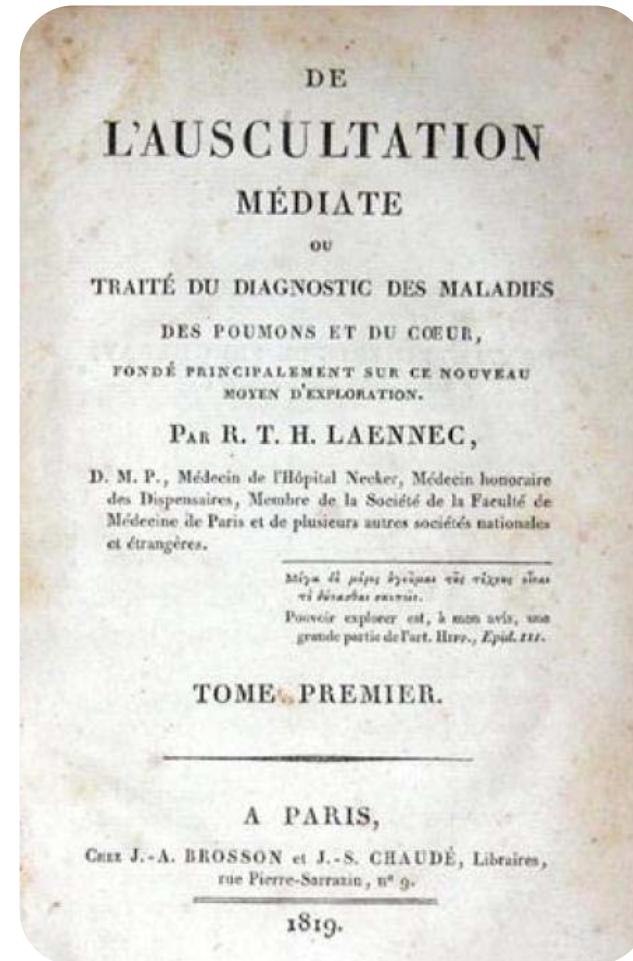 DE
L'AUSCULTATION
MÉDIATE
OU
TRAITÉ DU DIAGNOSTIC DES MALADIES
DES POUMONS ET DU CŒUR,
FONDÉ PRINCIPALEMENT SUR CE NOUVEAU
MOYEN D'EXPLORATION.
PAR R. T. H. LAENNEC,
D. M. P., Médecin de l'Hôpital Necker, Médecin honoraire
des Dispensaires, Membre de la Société de la Faculté de
Médecine de Paris et de plusieurs autres sociétés nationales
et étrangères.
Μέγα δὲ μέρος
Pouvoir explorer est, à mon avis, une
grande partie de l'art. HIPP., Epid. III.
TOME PREMIER.
A PARIS,
CHEZ J.-A. BROSSON et J.-S. CHAUDÉ, Libraires,
rue Pierre-Sarrazin, nº 9.
1819.